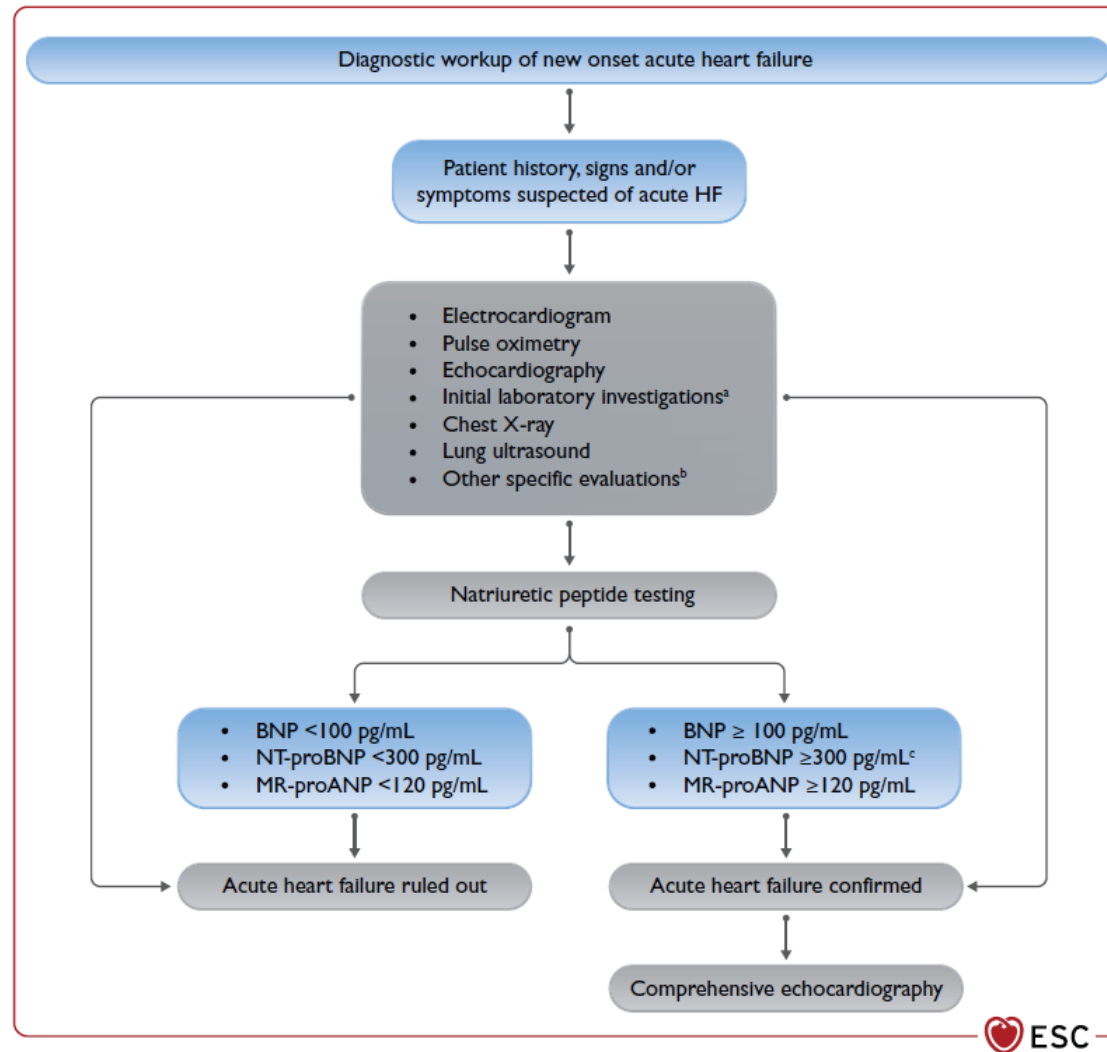 Diagnostic workup of new onset acute heart failure
Patient history, signs and/or
symptoms suspected of acute HF
• Electrocardiogram
• Pulse oximetry
• Echocardiography
• Initial laboratory investigationsᵃ
• Chest X-ray
• Lung ultrasound
• Other specific evaluationsᵇ
Natriuretic peptide testing
• BNP <100 pg/mL
• NT-proBNP <300 pg/mL
• MR-proANP <120 pg/mL
• BNP ≥ 100 pg/mL
• NT-proBNP ≥300 pg/mLᶜ
• MR-proANP ≥120 pg/mL
Acute heart failure ruled out
Acute heart failure confirmed
Comprehensive echocardiography
ESC